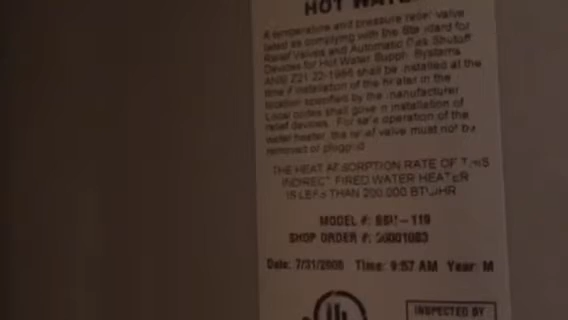 HOT WATE
A temperature and pressure relief valve
listed as complying with the Standard for
Relief Valves and Automatic Gas Shutoff
Devices for Hot Water Supply Systems
ANSI Z21.22-1986 shall be installed at the
time of installation of the heater in the
location specified by the manufacturer
Local codes shall govern installation of
relief devices. For safe operation of the
water heater, the relief valve must not be
removed or plugged
THE HEAT ABSORPTION RATE OF THIS
INDIRECT FIRED WATER HEATER
IS LESS THAN 200,000 BTU/HR
MODEL #: -119
SHOP ORDER #:
Date: 7/31/2008 Time: 9:57 AM Year: M
UL
INSPECTED BY